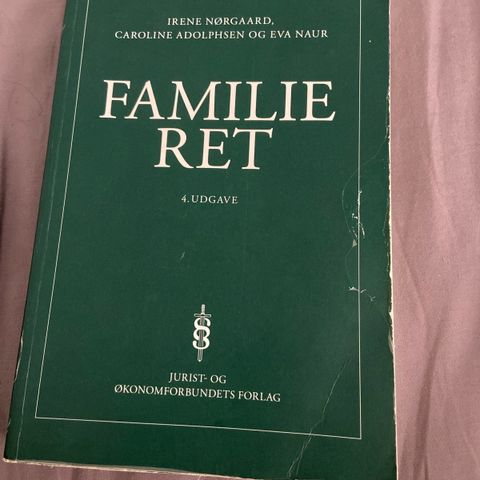 IRENE NØRGAARD,
CAROLINE ADOLPHSEN OG EVA NAUR
FAMILIE
RET
4. UDGAVE
JURIST- OG
ØKONOMFORBUNDETS FORLAG